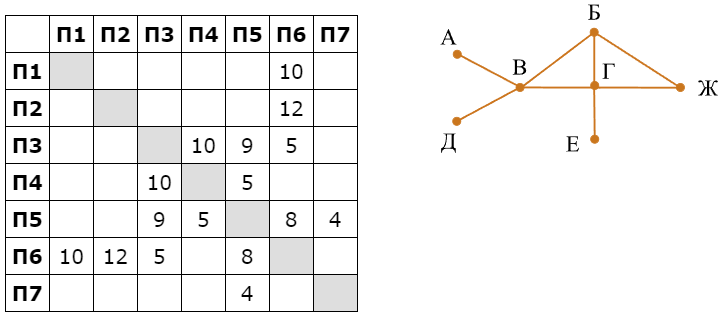 П1 П2 П3 П4 П5 П6 П7
П1 10
П2 12
П3 10 9 5
П4 10 5
П5 9 5 8 4
П6 10 12 5 8
П7 4
Б
А
В
Г
Ж
Д
Е